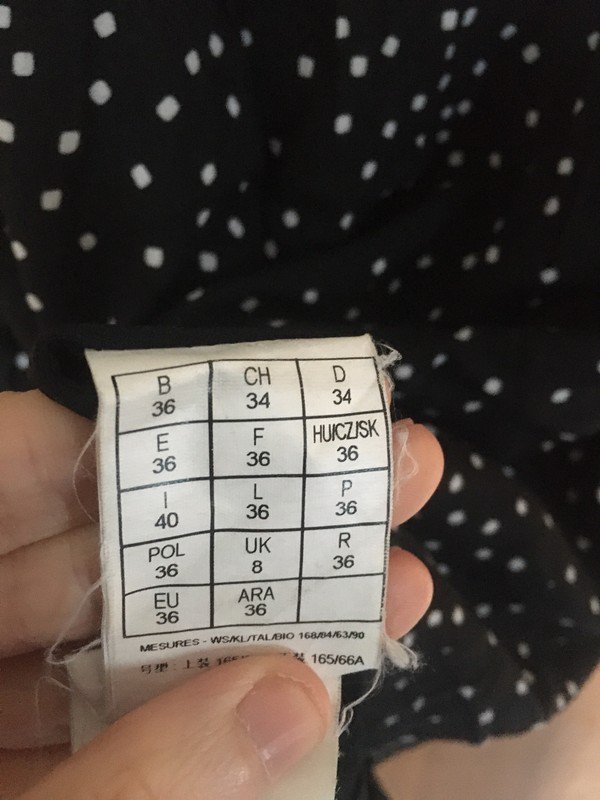 B CH D
36 34 34
E F HU/CZ/SK
36 36 36
I L P
40 36 36
POL UK R
36 8 36
EU ARA
36 36
MESURES - WS/KL/TAL/BIO 168/84/63/90
号型: 上装 165/66A